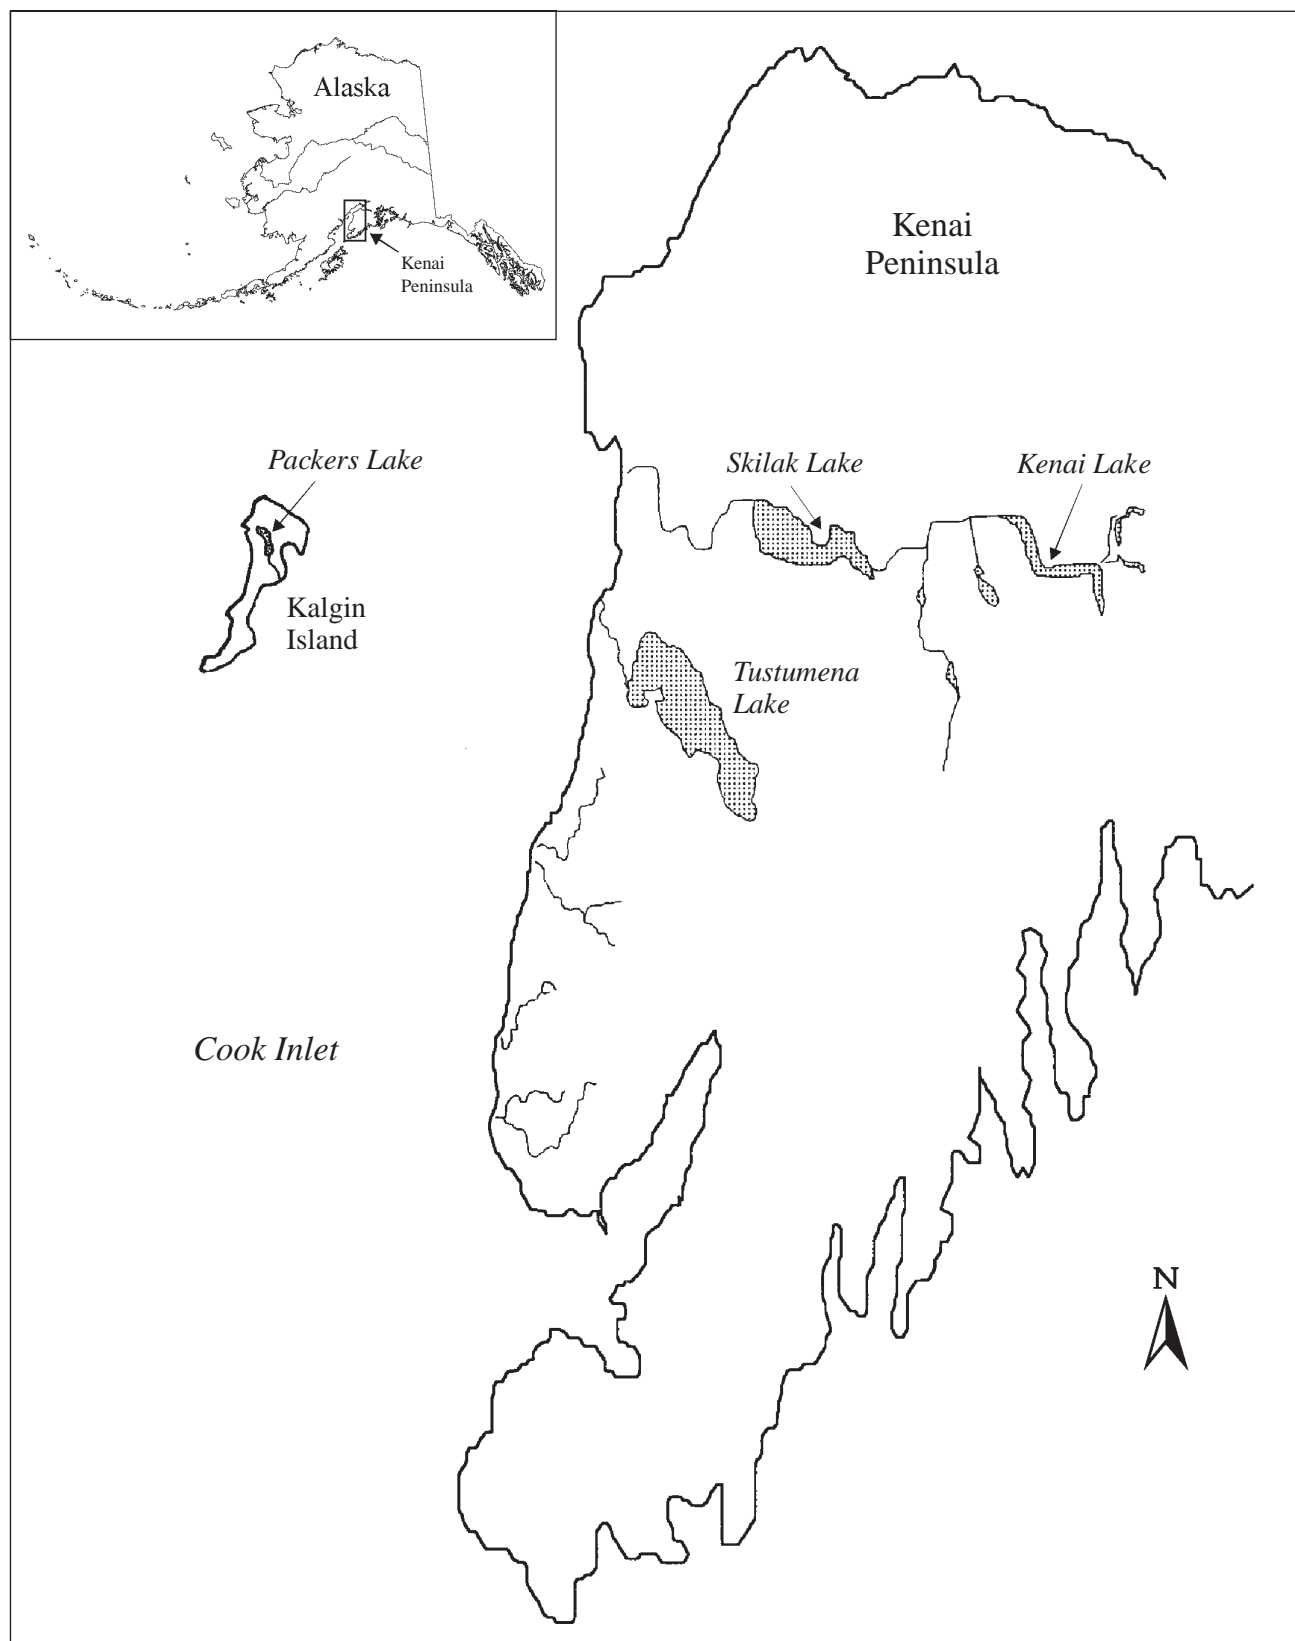 Alaska
Kenai
Peninsula
Kenai
Peninsula
Packers Lake
Skilak Lake
Kenai Lake
Kalgin
Island
Tustumena
Lake
Cook Inlet
N